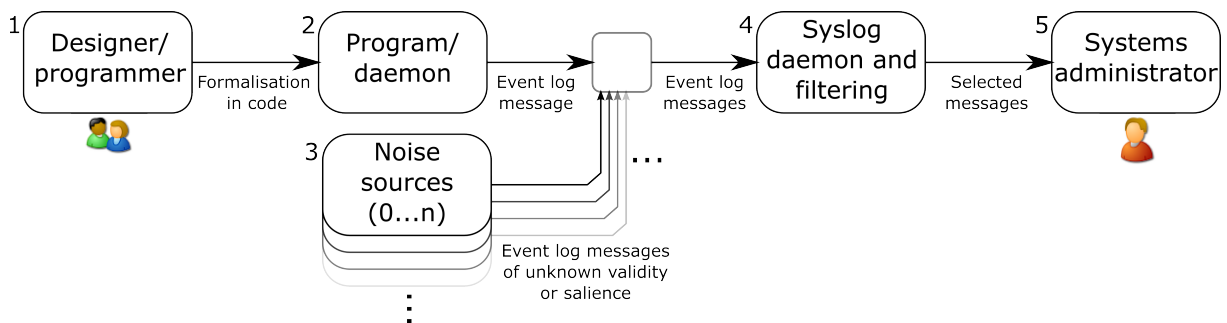 1
Designer/
programmer
Formalisation
in code
2
Program/
daemon
Event log
message
Event log
messages
4
Syslog
daemon and
filtering
Selected
messages
5
Systems
administrator
3
Noise
sources
(0...n)
...
Event log messages
of unknown validity
or salience